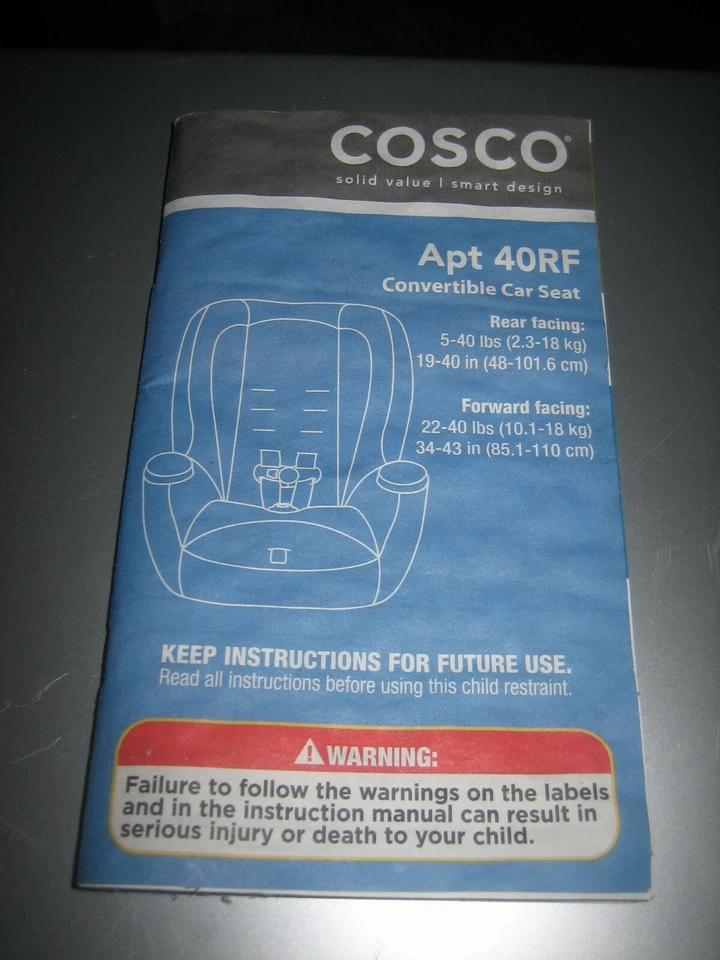 COSCO®
solid value | smart design
Apt 40RF
Convertible Car Seat
Rear facing:
5-40 lbs (2.3-18 kg)
19-40 in (48-101.6 cm)
Forward facing:
22-40 lbs (10.1-18 kg)
34-43 in (85.1-110 cm)
KEEP INSTRUCTIONS FOR FUTURE USE.
Read all instructions before using this child restraint.
WARNING:
Failure to follow the warnings on the labels
and in the instruction manual can result in
serious injury or death to your child.